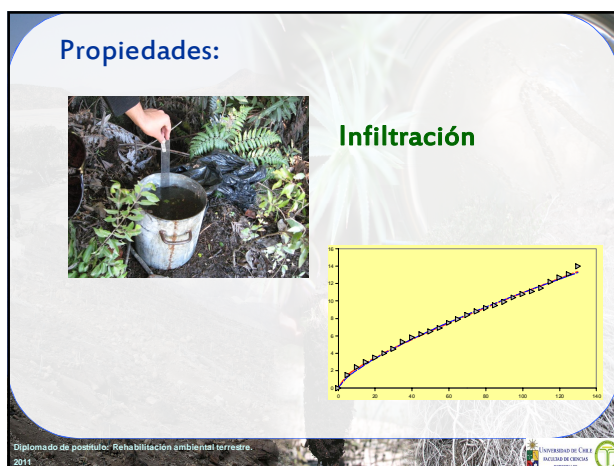 Propiedades:
Infiltración
16
14
12
10
8
6
4
2
0
0 20 40 60 80 100 120 140
Diplomado de postítulo: Rehabilitación ambiental terrestre.
2011
UNIVERSIDAD DE CHILE
FACULTAD DE CIENCIAS